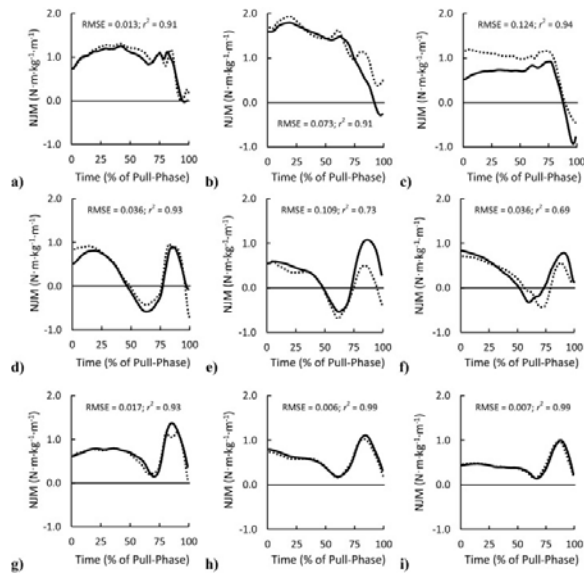 RMSE = 0.013; r² = 0.91
2.0
1.0
0.0
-1.0
NJM (N·m·kg⁻¹·m⁻¹)
0 25 50 75 100
a) Time (% of Pull-Phase)
2.0
1.0
0.0
-1.0
NJM (N·m·kg⁻¹·m⁻¹)
RMSE = 0.073; r² = 0.91
0 25 50 75 100
b) Time (% of Pull-Phase)
RMSE = 0.124; r² = 0.94
2.0
1.0
0.0
-1.0
NJM (N·m·kg⁻¹·m⁻¹)
0 25 50 75 100
c) Time (% of Pull-Phase)
RMSE = 0.036; r² = 0.93
2.0
1.0
0.0
-1.0
NJM (N·m·kg⁻¹·m⁻¹)
0 25 50 75 100
d) Time (% of Pull-Phase)
RMSE = 0.109; r² = 0.73
2.0
1.0
0.0
-1.0
NJM (N·m·kg⁻¹·m⁻¹)
0 25 50 75 100
e) Time (% of Pull-Phase)
RMSE = 0.036; r² = 0.69
2.0
1.0
0.0
-1.0
NJM (N·m·kg⁻¹·m⁻¹)
0 25 50 75 100
f) Time (% of Pull-Phase)
RMSE = 0.017; r² = 0.93
2.0
1.0
0.0
-1.0
NJM (N·m·kg⁻¹·m⁻¹)
0 25 50 75 100
g) Time (% of Pull-Phase)
RMSE = 0.006; r² = 0.99
2.0
1.0
0.0
-1.0
NJM (N·m·kg⁻¹·m⁻¹)
0 25 50 75 100
h) Time (% of Pull-Phase)
RMSE = 0.007; r² = 0.99
2.0
1.0
0.0
-1.0
NJM (N·m·kg⁻¹·m⁻¹)
0 25 50 75 100
i) Time (% of Pull-Phase)